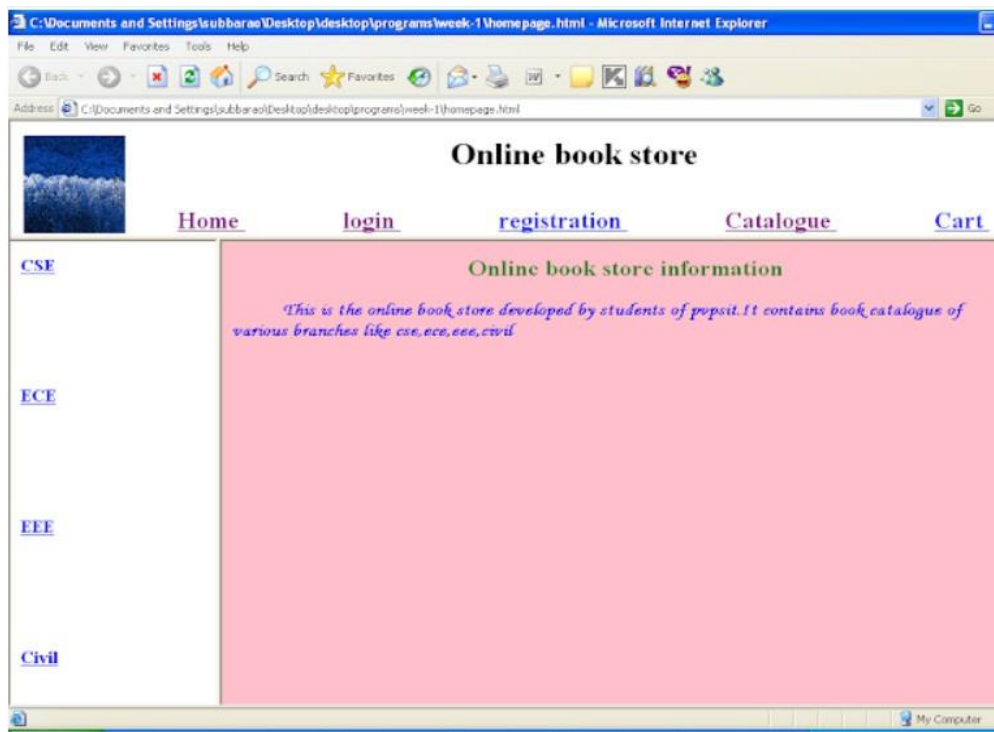 C:\Documents and Settings\subbarao\Desktop\desktop\programs\week-1\homepage.html - Microsoft Internet Explorer
File Edit View Favorites Tools Help
Back Search Favorites
Address C:\Documents and Settings\subbarao\Desktop\desktop\programs\week-1\homepage.html Go
Online book store
Home login registration Catalogue Cart
CSE
Online book store information
This is the online book store developed by students of pvpsit.It contains book catalogue of
various branches like cse,ece,eee,civil
ECE
EEE
Civil
My Computer